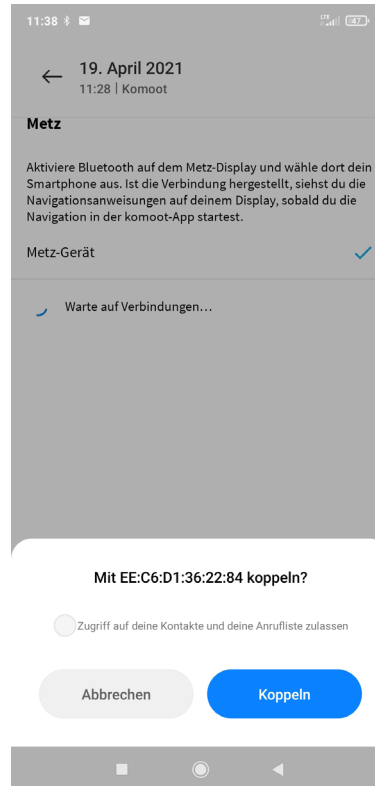 11:38
LTE 47
19. April 2021
11:28 | Komoot
Metz
Aktiviere Bluetooth auf dem Metz-Display und wähle dort dein
Smartphone aus. Ist die Verbindung hergestellt, siehst du die
Navigationsanweisungen auf deinem Display, sobald du die
Navigation in der komoot-App startest.
Metz-Gerät
Warte auf Verbindungen...
Mit EE:C6:D1:36:22:84 koppeln?
Zugriff auf deine Kontakte und deine Anrufliste zulassen
Abbrechen
Koppeln